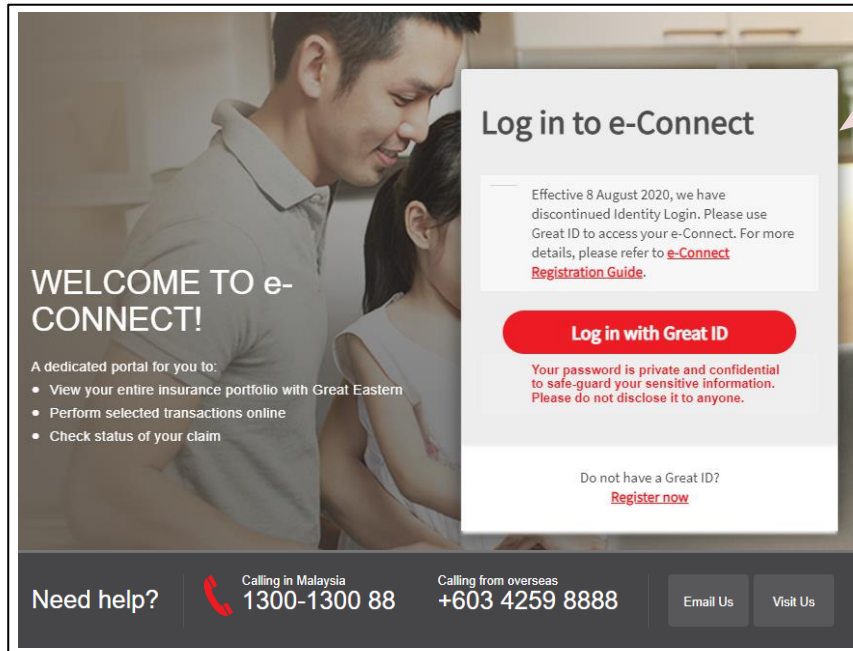 Log in to e-Connect
Effective 8 August 2020, we have
discontinued Identity Login. Please use
Great ID to access your e-Connect. For more
details, please refer to e-Connect
Registration Guide.
Log in with Great ID
Your password is private and confidential
to safe-guard your sensitive information.
Please do not disclose it to anyone.
Do not have a Great ID?
Register now
WELCOME TO e-
CONNECT!
A dedicated portal for you to:
• View your entire insurance portfolio with Great Eastern
• Perform selected transactions online
• Check status of your claim
Need help?
Calling in Malaysia
1300-1300 88
Calling from overseas
+603 4259 8888
Email Us
Visit Us